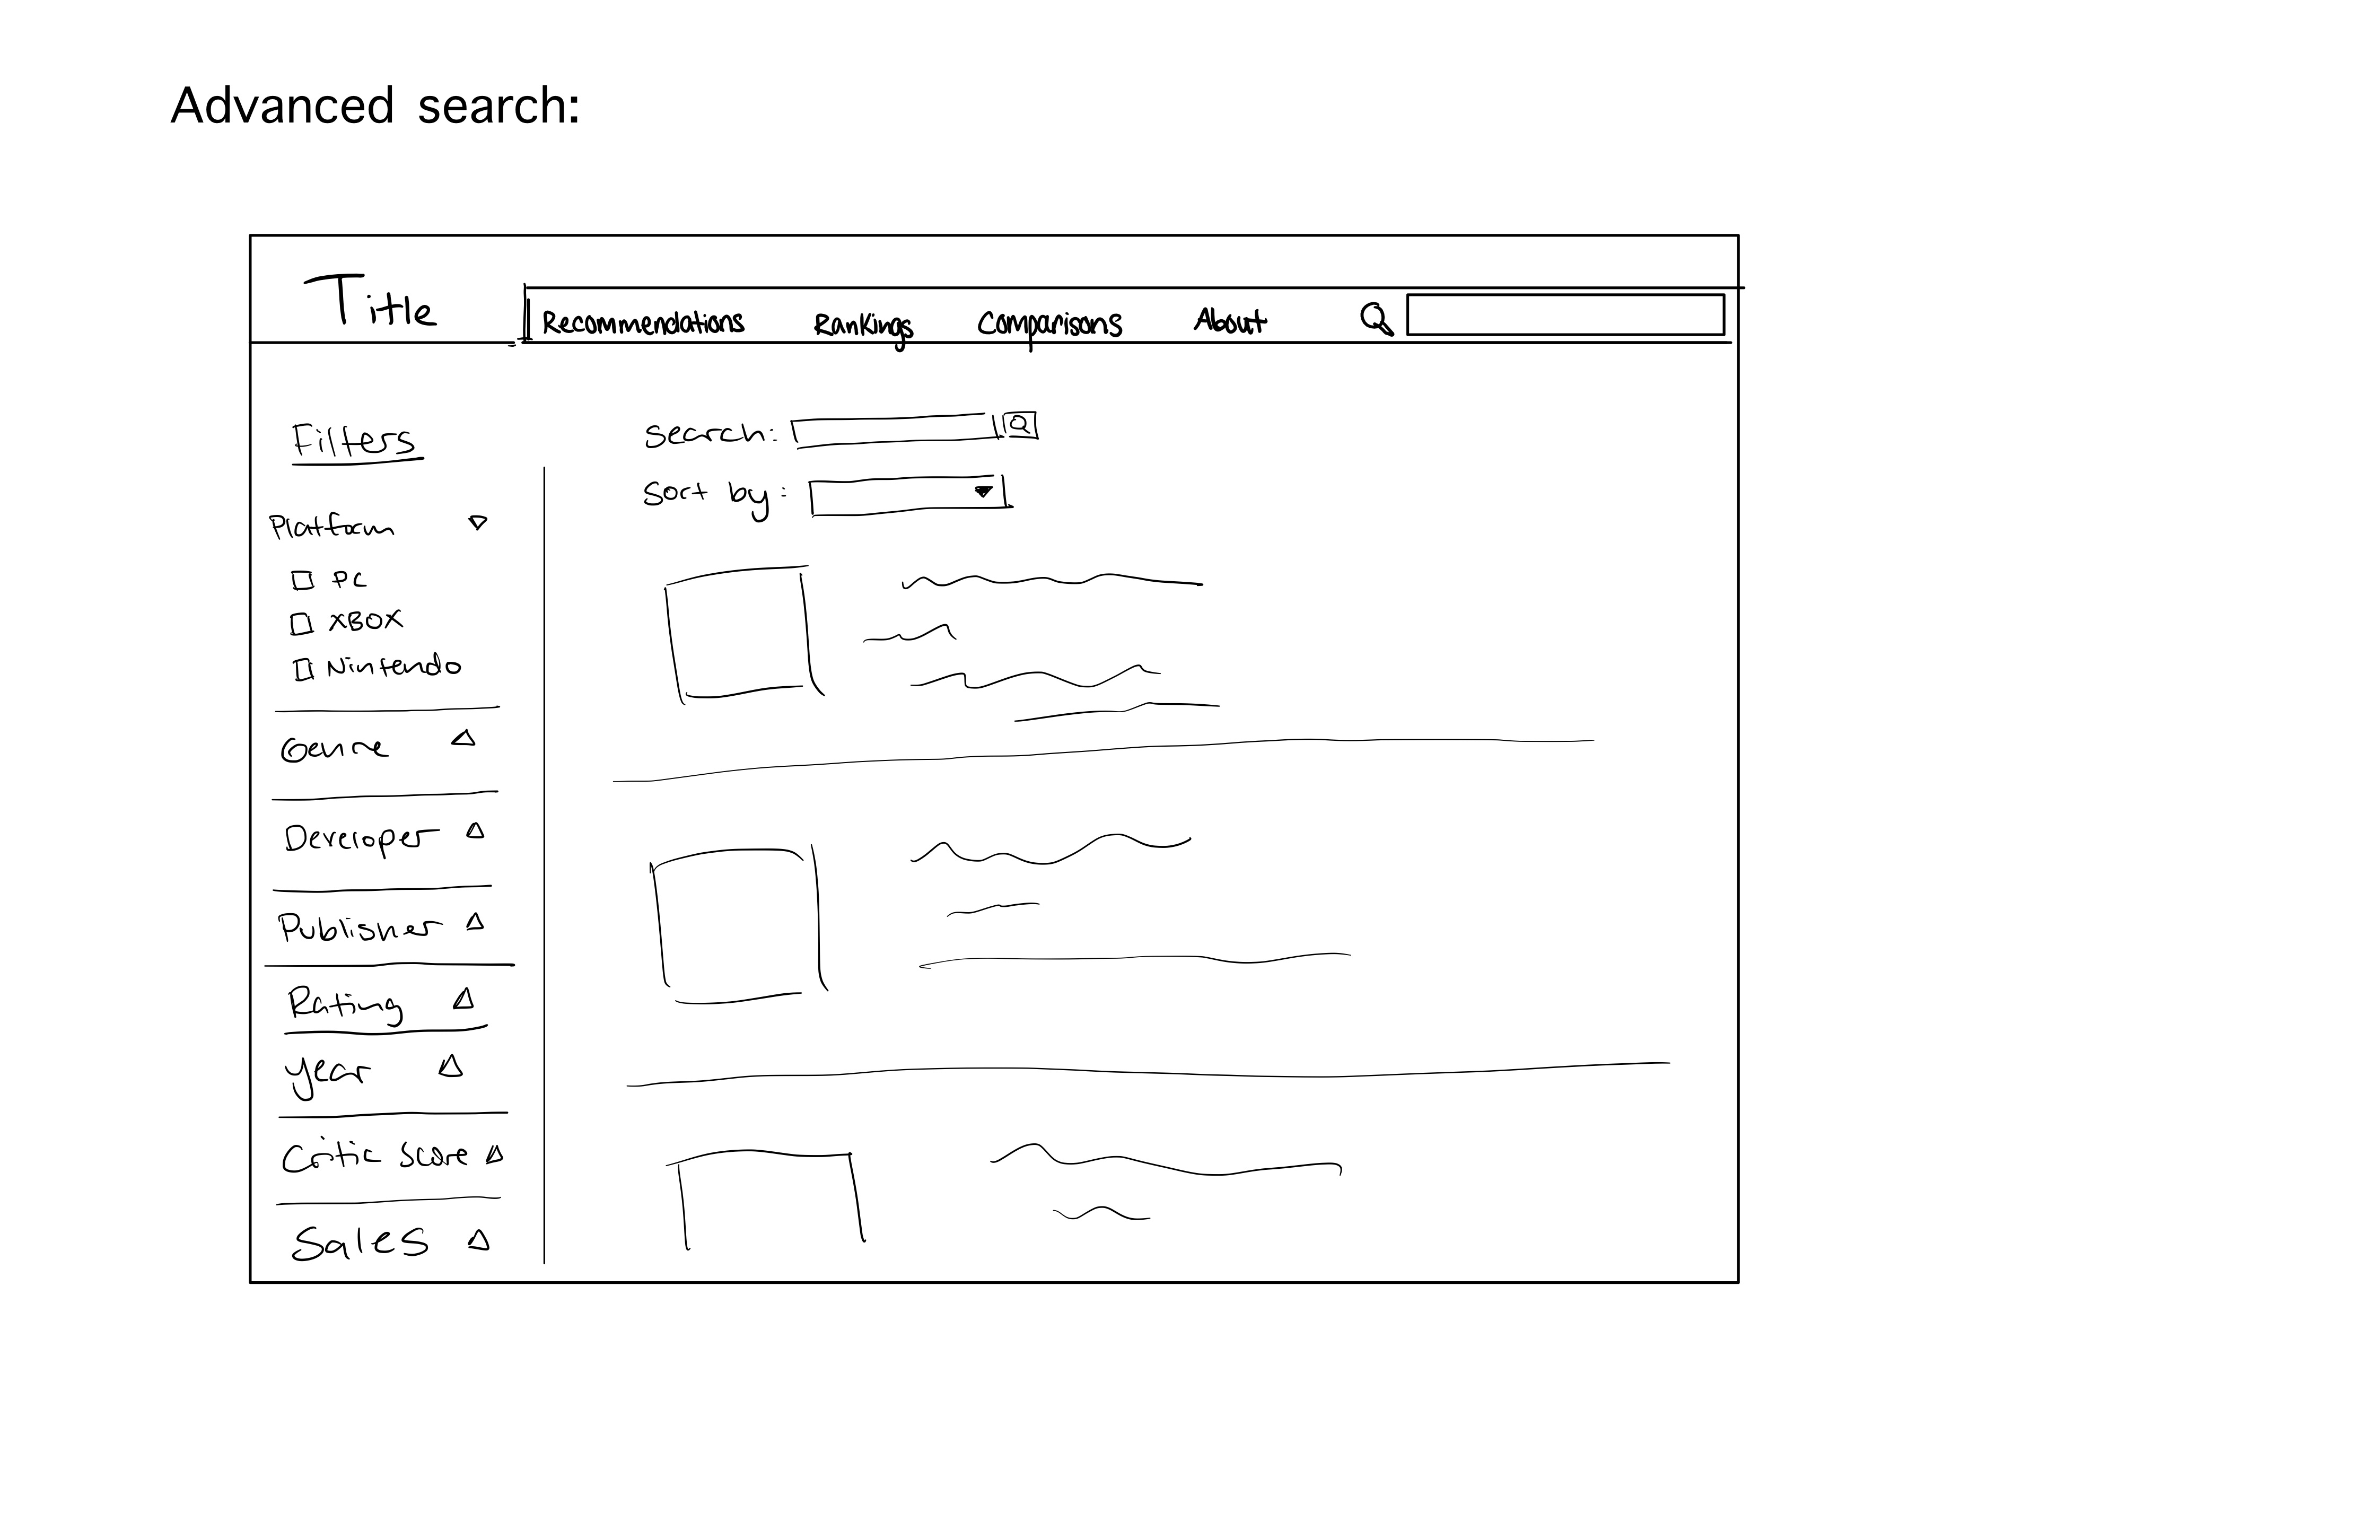 Advanced search:
Title
Recommendations Rankings Comparisons About
Filters
Platform
PC
XBOX
Nintendo
Genre
Developer
Publisher
Rating
Year
Critic Score
Sales
Search:
Sort by: